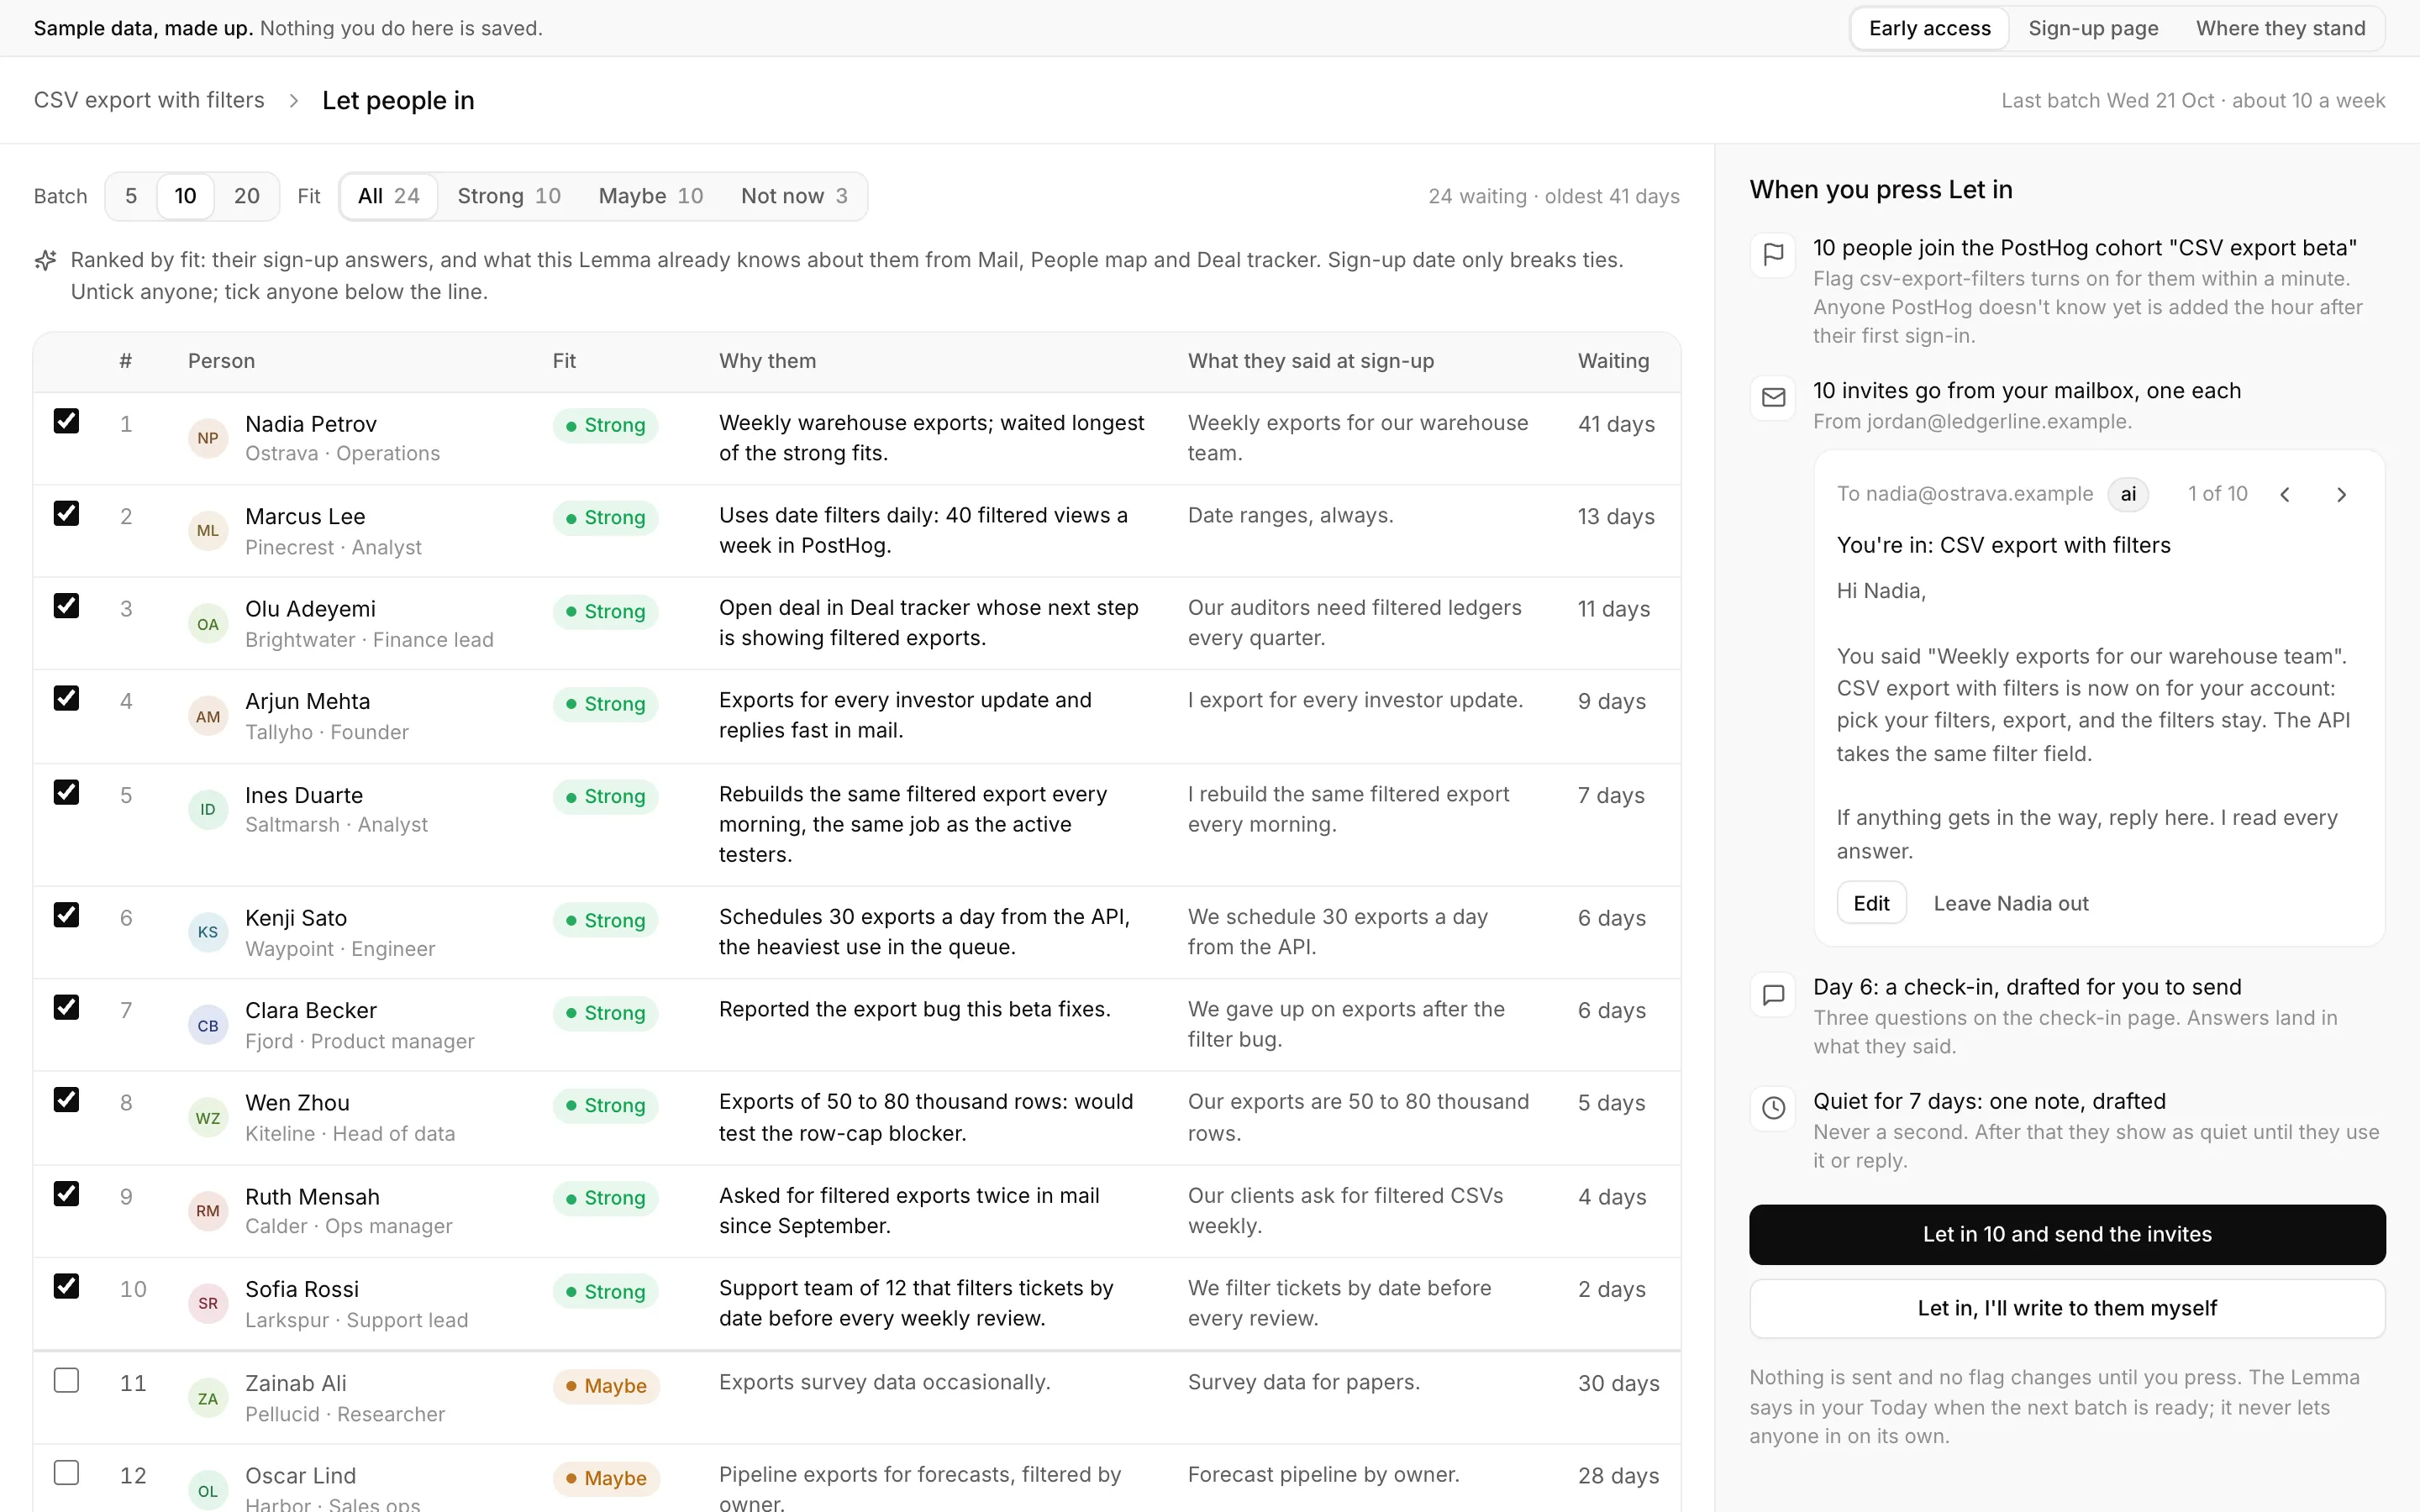 Sample data, made up. Nothing you do here is saved.
Early access
Sign-up page
Where they stand
CSV export with filters > Let people in
Last batch Wed 21 Oct · about 10 a week
Batch 5 10 20 Fit All 24 Strong 10 Maybe 10 Not now 3
24 waiting · oldest 41 days
Ranked by fit: their sign-up answers, and what this Lemma already knows about them from Mail, People map and Deal tracker. Sign-up date only breaks ties.
Untick anyone; tick anyone below the line.
# Person Fit Why them What they said at sign-up Waiting
1 NP Nadia Petrov
Ostrava · Operations
Strong
Weekly warehouse exports; waited longest
of the strong fits.
Weekly exports for our warehouse
team.
41 days
2 ML Marcus Lee
Pinecrest · Analyst
Strong
Uses date filters daily: 40 filtered views a
week in PostHog.
Date ranges, always.
13 days
3 OA Olu Adeyemi
Brightwater · Finance lead
Strong
Open deal in Deal tracker whose next step
is showing filtered exports.
Our auditors need filtered ledgers
every quarter.
11 days
4 AM Arjun Mehta
Tallyho · Founder
Strong
Exports for every investor update and
replies fast in mail.
I export for every investor update.
9 days
5 ID Ines Duarte
Saltmarsh · Analyst
Strong
Rebuilds the same filtered export every
morning, the same job as the active
testers.
I rebuild the same filtered export
every morning.
7 days
6 KS Kenji Sato
Waypoint · Engineer
Strong
Schedules 30 exports a day from the API,
the heaviest use in the queue.
We schedule 30 exports a day
from the API.
6 days
7 CB Clara Becker
Fjord · Product manager
Strong
Reported the export bug this beta fixes.
We gave up on exports after the
filter bug.
6 days
8 WZ Wen Zhou
Kiteline · Head of data
Strong
Exports of 50 to 80 thousand rows: would
test the row-cap blocker.
Our exports are 50 to 80 thousand
rows.
5 days
9 RM Ruth Mensah
Calder · Ops manager
Strong
Asked for filtered exports twice in mail
since September.
Our clients ask for filtered CSVs
weekly.
4 days
10 SR Sofia Rossi
Larkspur · Support lead
Strong
Support team of 12 that filters tickets by
date before every weekly review.
We filter tickets by date before
every review.
2 days
11 ZA Zainab Ali
Pellucid · Researcher
Maybe
Exports survey data occasionally.
Survey data for papers.
30 days
12 OL Oscar Lind
Harbor · Sales ops
Maybe
Pipeline exports for forecasts, filtered by
owner.
Forecast pipeline by owner.
28 days
When you press Let in
10 people join the PostHog cohort "CSV export beta"
Flag csv-export-filters turns on for them within a minute.
Anyone PostHog doesn't know yet is added the hour after
their first sign-in.
10 invites go from your mailbox, one each
From jordan@ledgerline.example.
To nadia@ostrava.example ai 1 of 10
You're in: CSV export with filters
Hi Nadia,
You said "Weekly exports for our warehouse team".
CSV export with filters is now on for your account:
pick your filters, export, and the filters stay. The API
takes the same filter field.
If anything gets in the way, reply here. I read every
answer.
Edit
Leave Nadia out
Day 6: a check-in, drafted for you to send
Three questions on the check-in page. Answers land in
what they said.
Quiet for 7 days: one note, drafted
Never a second. After that they show as quiet until they use
it or reply.
Let in 10 and send the invites
Let in, I'll write to them myself
Nothing is sent and no flag changes until you press. The Lemma
says in your Today when the next batch is ready; it never lets
anyone in on its own.